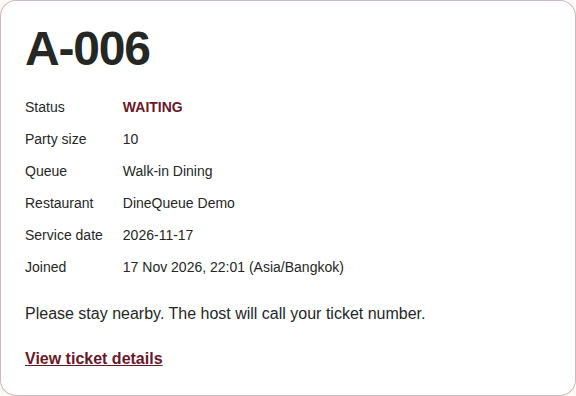 A-006
Status WAITING
Party size 10
Queue Walk-in Dining
Restaurant DineQueue Demo
Service date 2026-11-17
Joined 17 Nov 2026, 22:01 (Asia/Bangkok)
Please stay nearby. The host will call your ticket number.
View ticket details